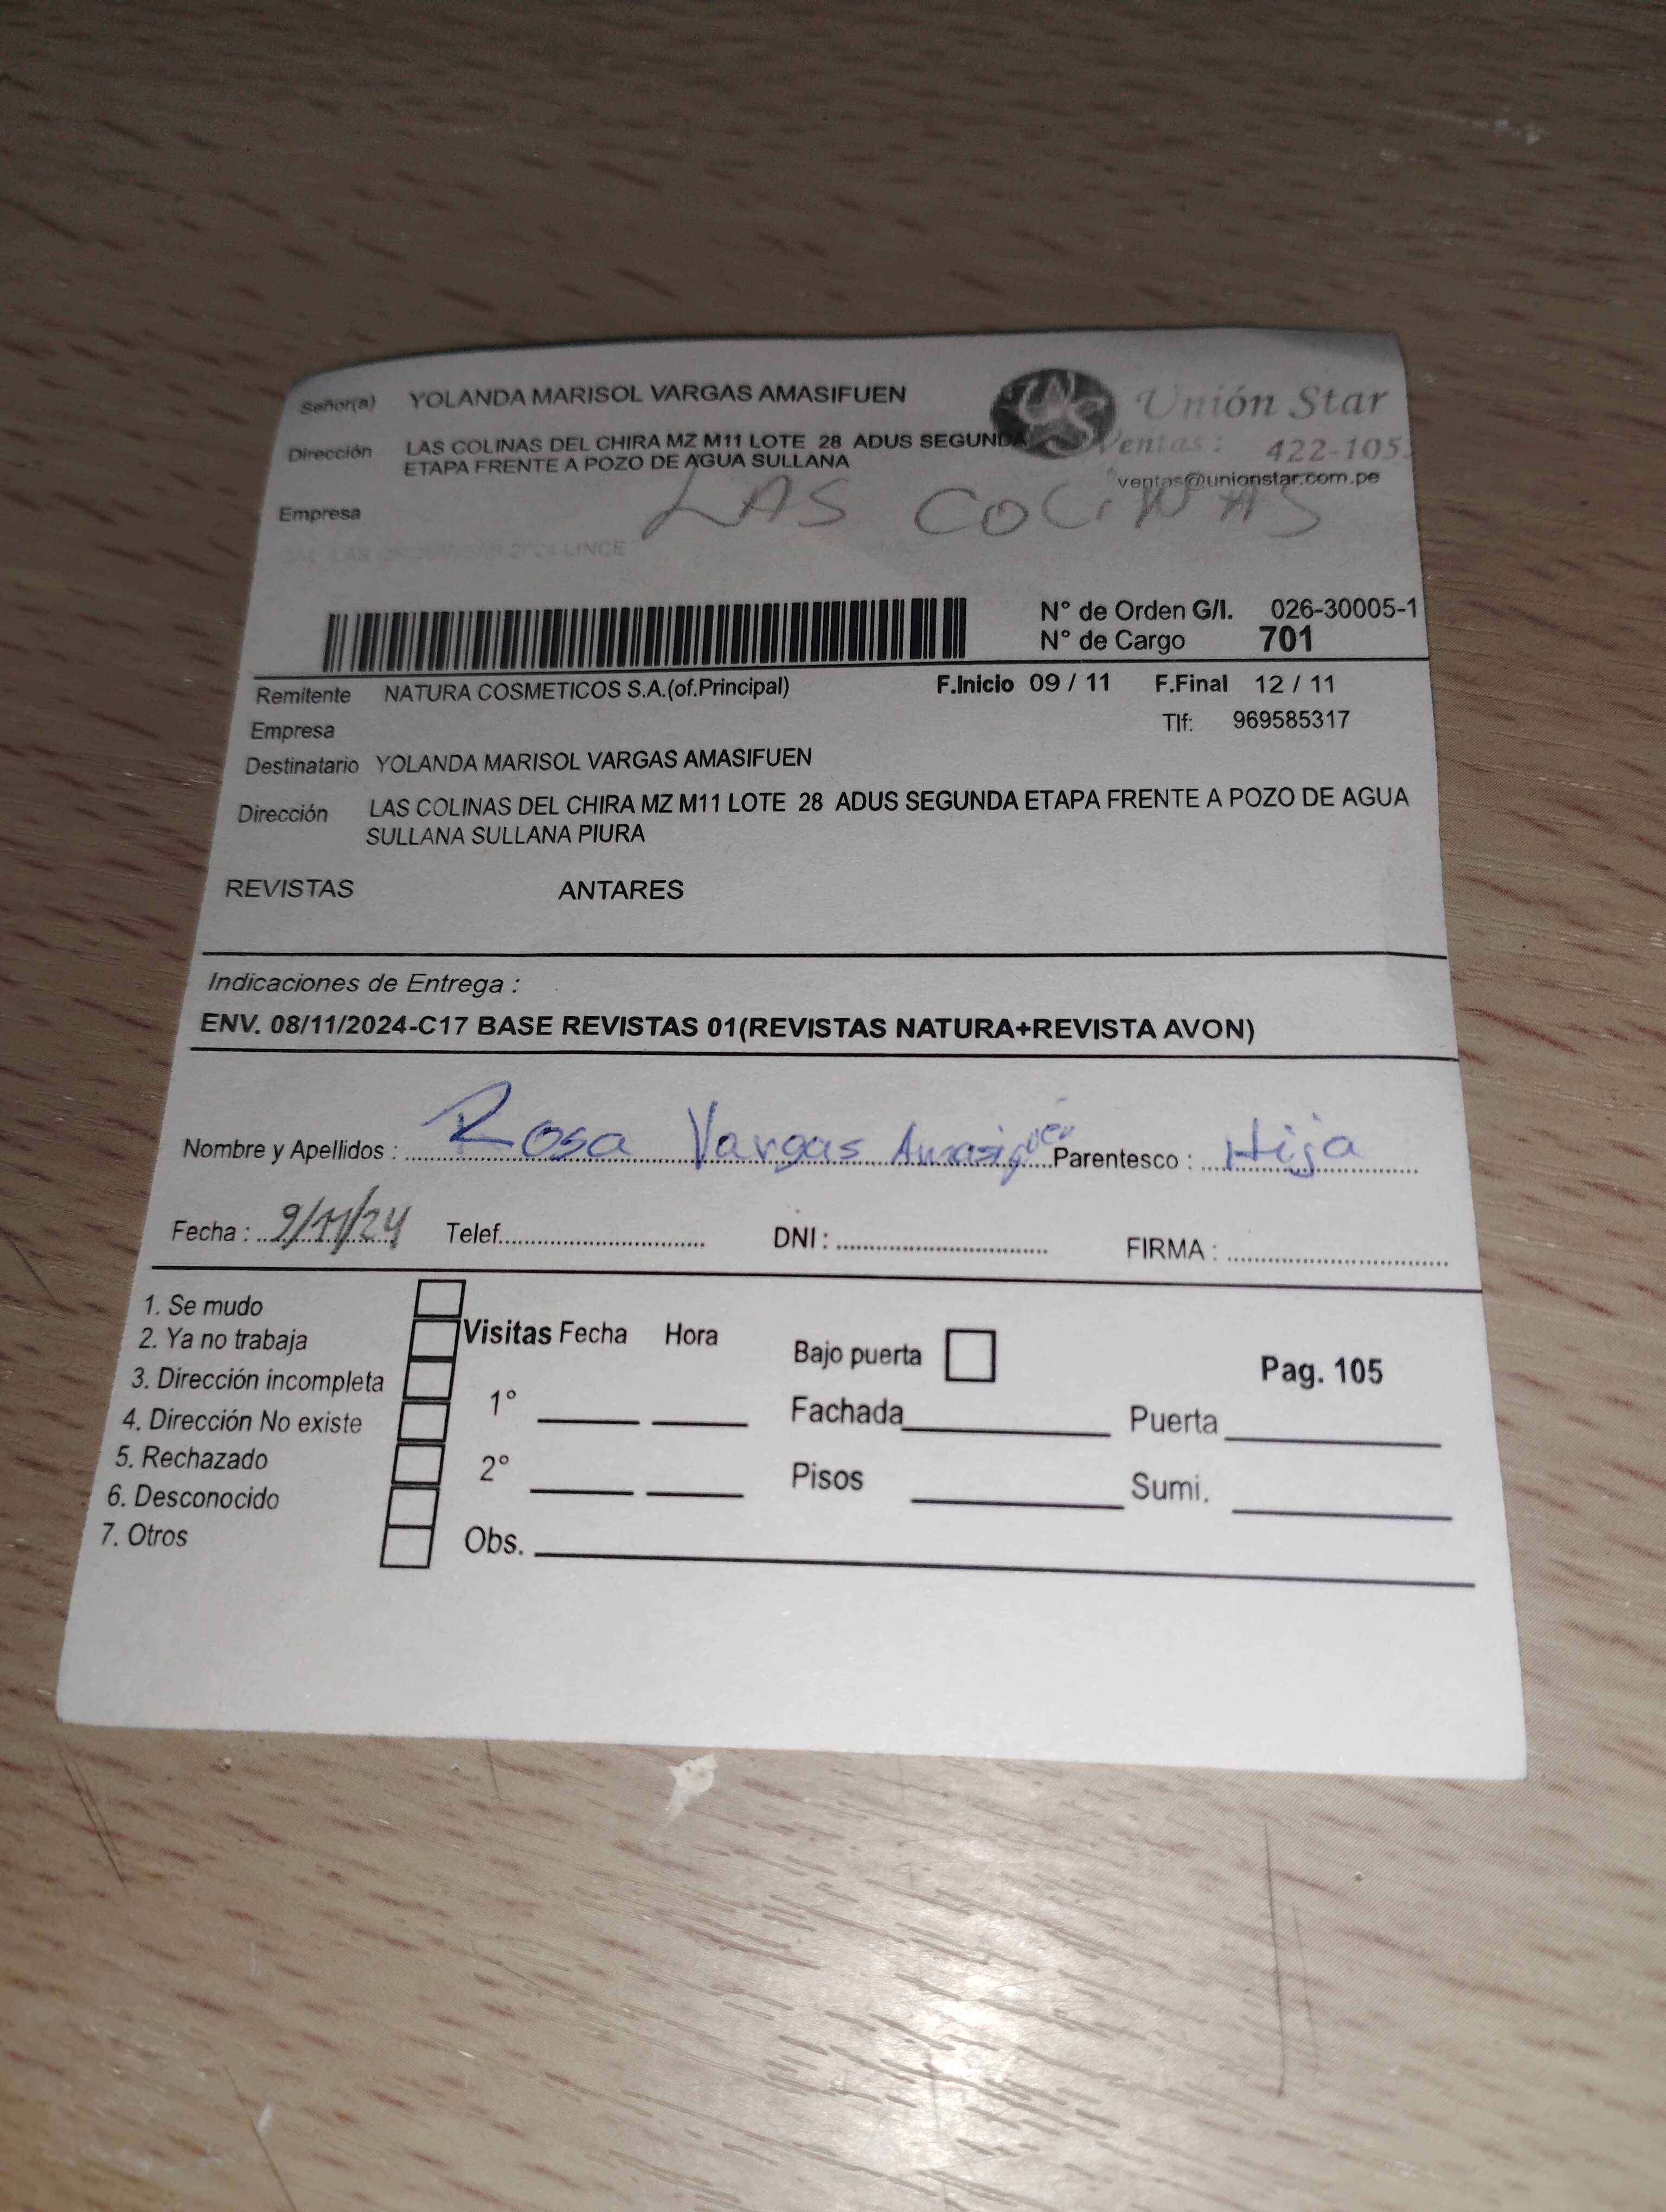 Señor(a) YOLANDA MARISOL VARGAS AMASIFUEN
Unión Star
Dirección LAS COLINAS DEL CHIRA MZ M11 LOTE 28 ADUS SEGUNDA
ETAPA FRENTE A POZO DE AGUA SULLANA
Ventas: 422-105
ventas@unionstar.com.pe
Empresa
LAS COLINAS
LINCE
N° de Orden G/I. 026-30005-1
N° de Cargo 701
Remitente NATURA COSMETICOS S.A.(of.Principal) F.Inicio 09 / 11 F.Final 12 / 11
Empresa Tlf: 969585317
Destinatario YOLANDA MARISOL VARGAS AMASIFUEN
Dirección LAS COLINAS DEL CHIRA MZ M11 LOTE 28 ADUS SEGUNDA ETAPA FRENTE A POZO DE AGUA
SULLANA SULLANA PIURA
REVISTAS ANTARES
Indicaciones de Entrega :
ENV. 08/11/2024-C17 BASE REVISTAS 01(REVISTAS NATURA+REVISTA AVON)
Nombre y Apellidos : Rosa Vargas Parentesco : Hija
Fecha : 9/11/24 Telef. DNI : FIRMA :
1. Se mudo
2. Ya no trabaja
3. Dirección incompleta
4. Dirección No existe
5. Rechazado
6. Desconocido
7. Otros
Visitas Fecha Hora
1°
2°
Obs.
Bajo puerta
Pag. 105
Fachada Puerta
Pisos Sumi.